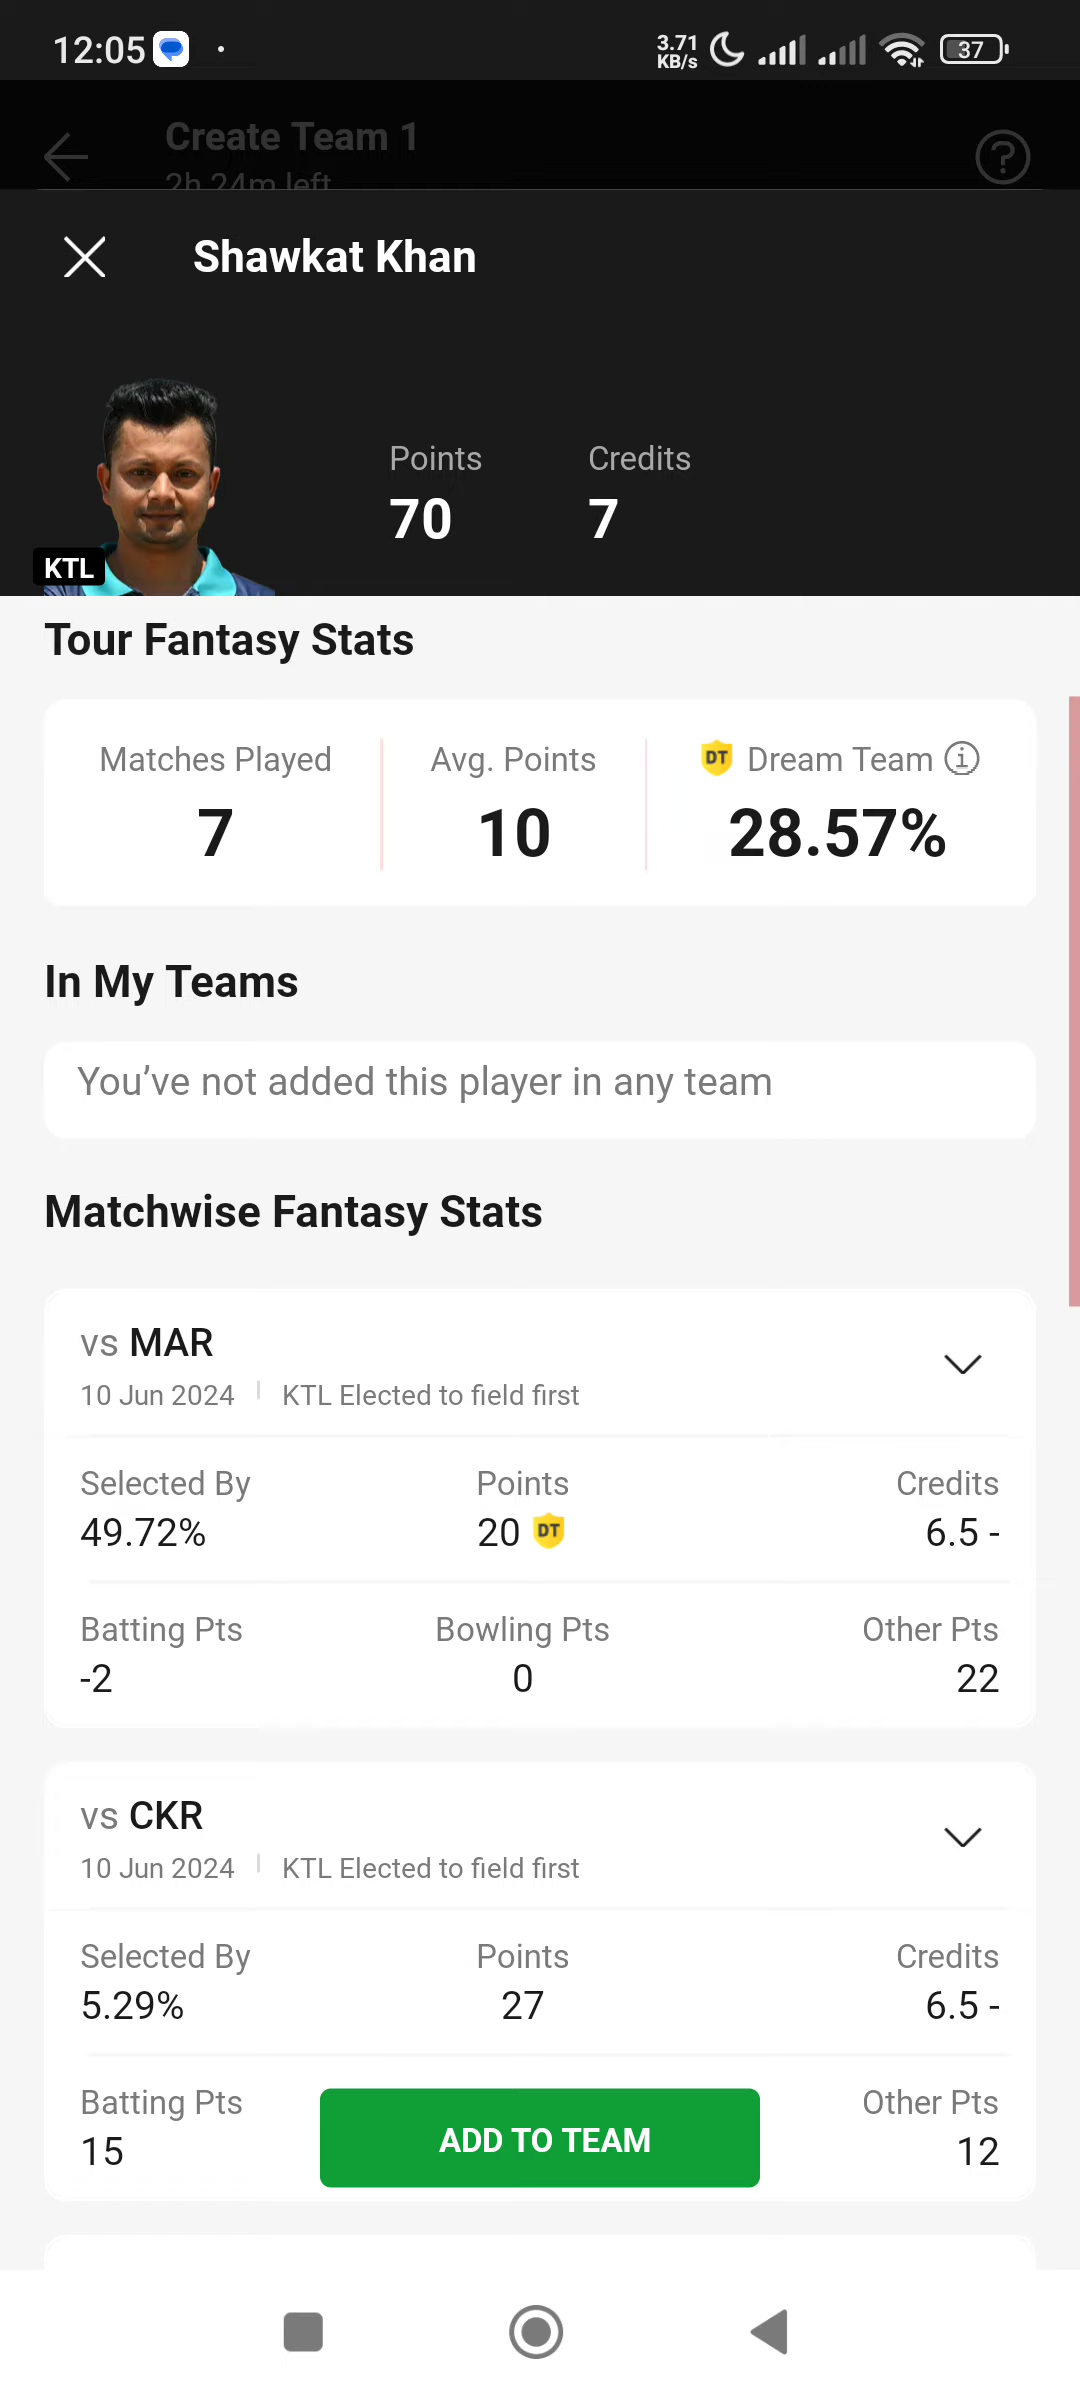 12:05
3.71
KB/s
37
Create Team 1
2h 24m left
Shawkat Khan
Points
Credits
70
7
KTL
Tour Fantasy Stats
Matches Played
Avg. Points
DT Dream Team
7
10
28.57%
In My Teams
You’ve not added this player in any team
Matchwise Fantasy Stats
vs MAR
10 Jun 2024 KTL Elected to field first
Selected By
Points
Credits
49.72%
20 DT
6.5 -
Batting Pts
Bowling Pts
Other Pts
-2
0
22
vs CKR
10 Jun 2024 KTL Elected to field first
Selected By
Points
Credits
5.29%
27
6.5 -
Batting Pts
Other Pts
ADD TO TEAM
15
12